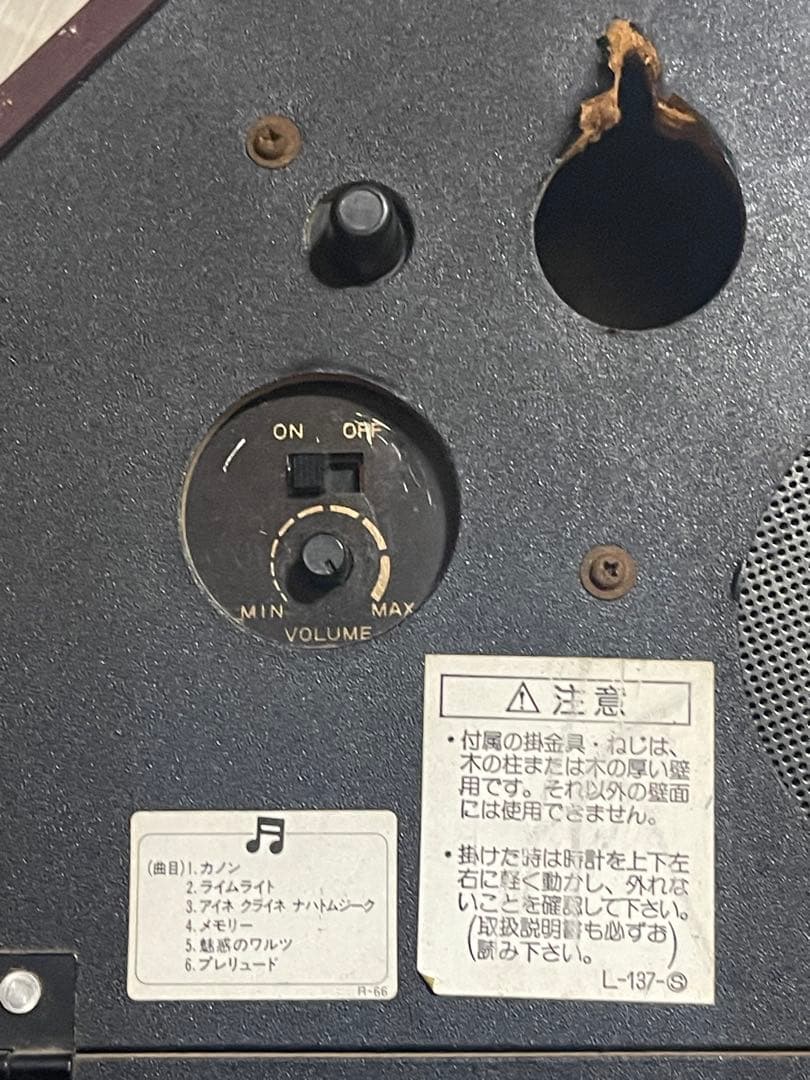 ON OFF
MIN MAX
VOLUME
⚠ 注意
・付属の掛金具・ねじは、
木の柱または木の厚い壁
用です。それ以外の壁面
には使用できません。
・掛けた時は時計を上下左
右に軽く動かし、外れな
いことを確認して下さい。
(取扱説明書も必ずお
読み下さい。)
L-137-Ⓢ
(曲目)1.カノン
2.ライムライト
3.アイネ クライネ ナハトムジーク
4.メモリー
5.魅惑のワルツ
6.プレリュード
R-66